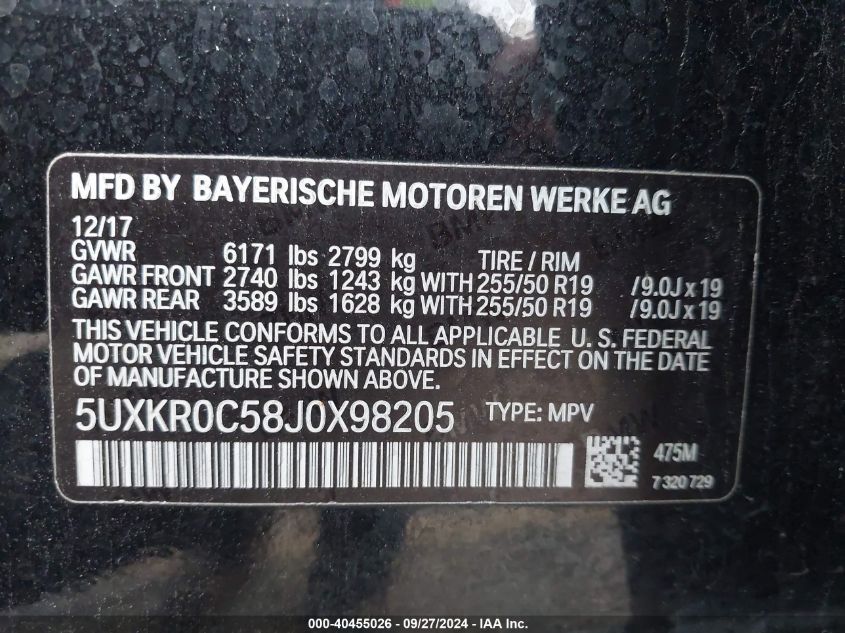 MFD BY BAYERISCHE MOTOREN WERKE AG
12/17
GVWR 6171 lbs 2799 kg TIRE / RIM
GAWR FRONT 2740 lbs 1243 kg WITH 255/50 R19 /9.0J x 19
GAWR REAR 3589 lbs 1628 kg WITH 255/50 R19 /9.0J x 19
THIS VEHICLE CONFORMS TO ALL APPLICABLE U. S. FEDERAL
MOTOR VEHICLE SAFETY STANDARDS IN EFFECT ON THE DATE
OF MANUFACTURE SHOWN ABOVE.
5UXKR0C58J0X98205 TYPE: MPV
475M
7 320 729
000-40455026 - 09/27/2024 - IAA Inc.